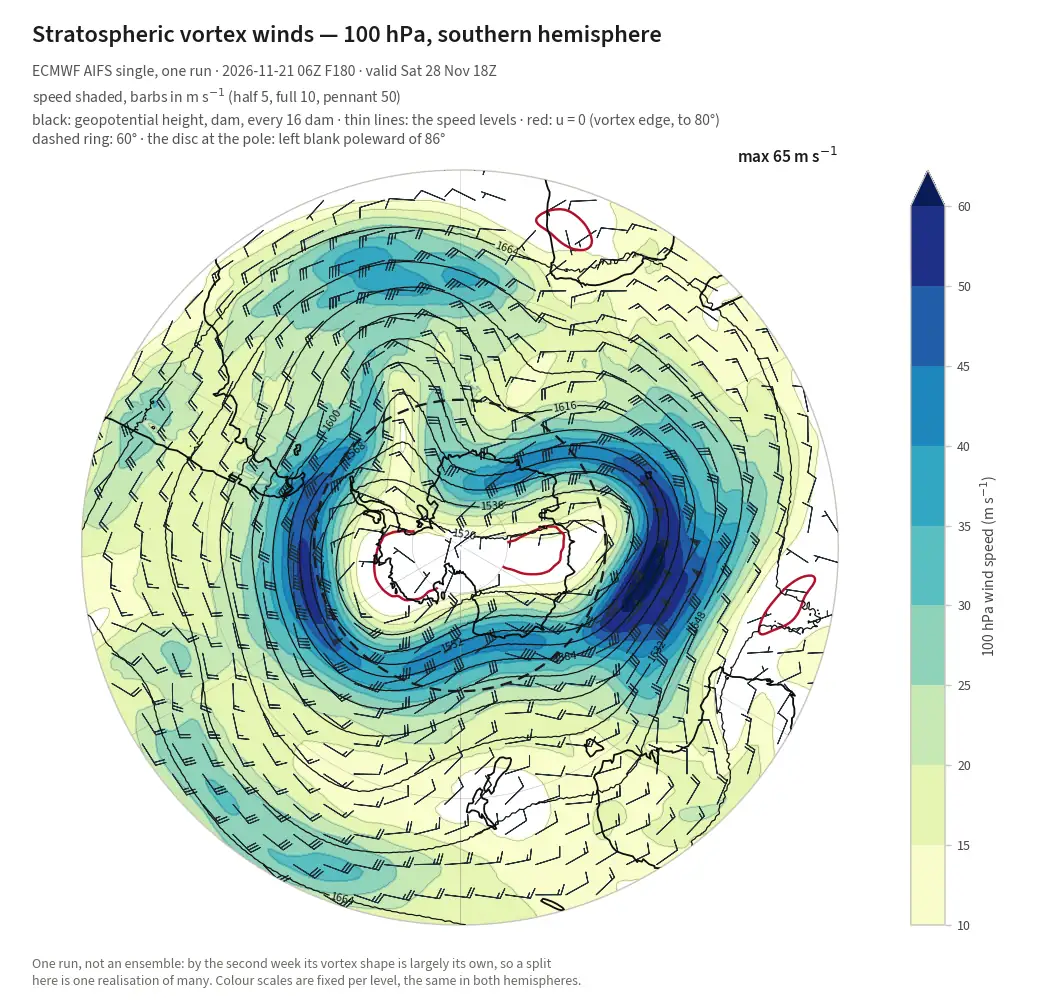 Stratospheric vortex winds — 100 hPa, southern hemisphere
ECMWF AIFS single, one run · 2026-11-21 06Z F180 · valid Sat 28 Nov 18Z
speed shaded, barbs in m s⁻¹ (half 5, full 10, pennant 50)
black: geopotential height, dam, every 16 dam · thin lines: the speed levels · red: u = 0 (vortex edge, to 80°)
dashed ring: 60° · the disc at the pole: left blank poleward of 86°
max 65 m s⁻¹
60
50
45
40
35
30
25
20
15
10
100 hPa wind speed (m s⁻¹)
1664
1616
1600
1568
1536
1520
1552
1584
1648
1664
One run, not an ensemble: by the second week its vortex shape is largely its own, so a split
here is one realisation of many. Colour scales are fixed per level, the same in both hemispheres.